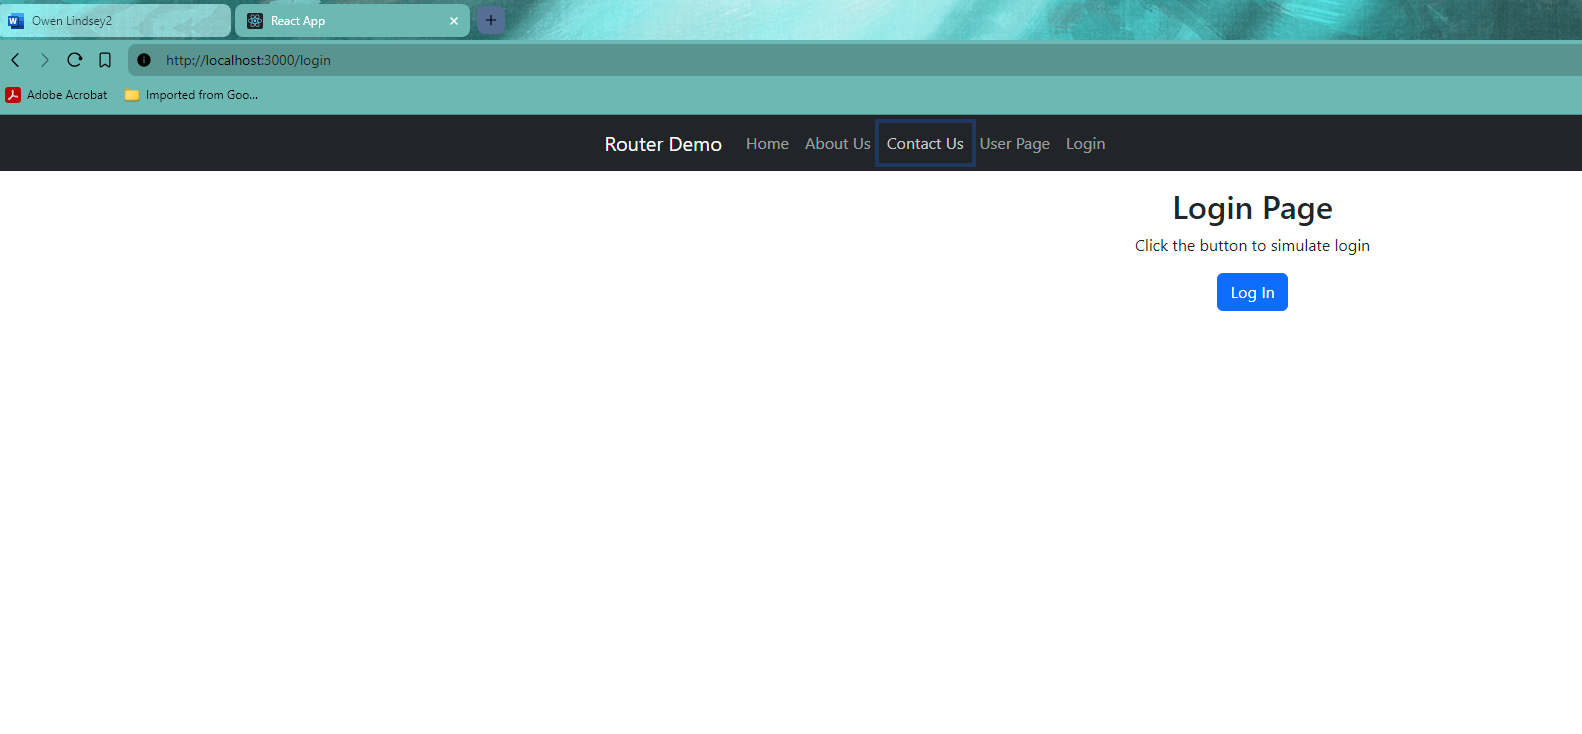 Owen Lindsey2
React App
http://localhost:3000/login
Adobe Acrobat
Imported from Goo...
Router Demo Home About Us Contact Us User Page Login
Login Page
Click the button to simulate login
Log In